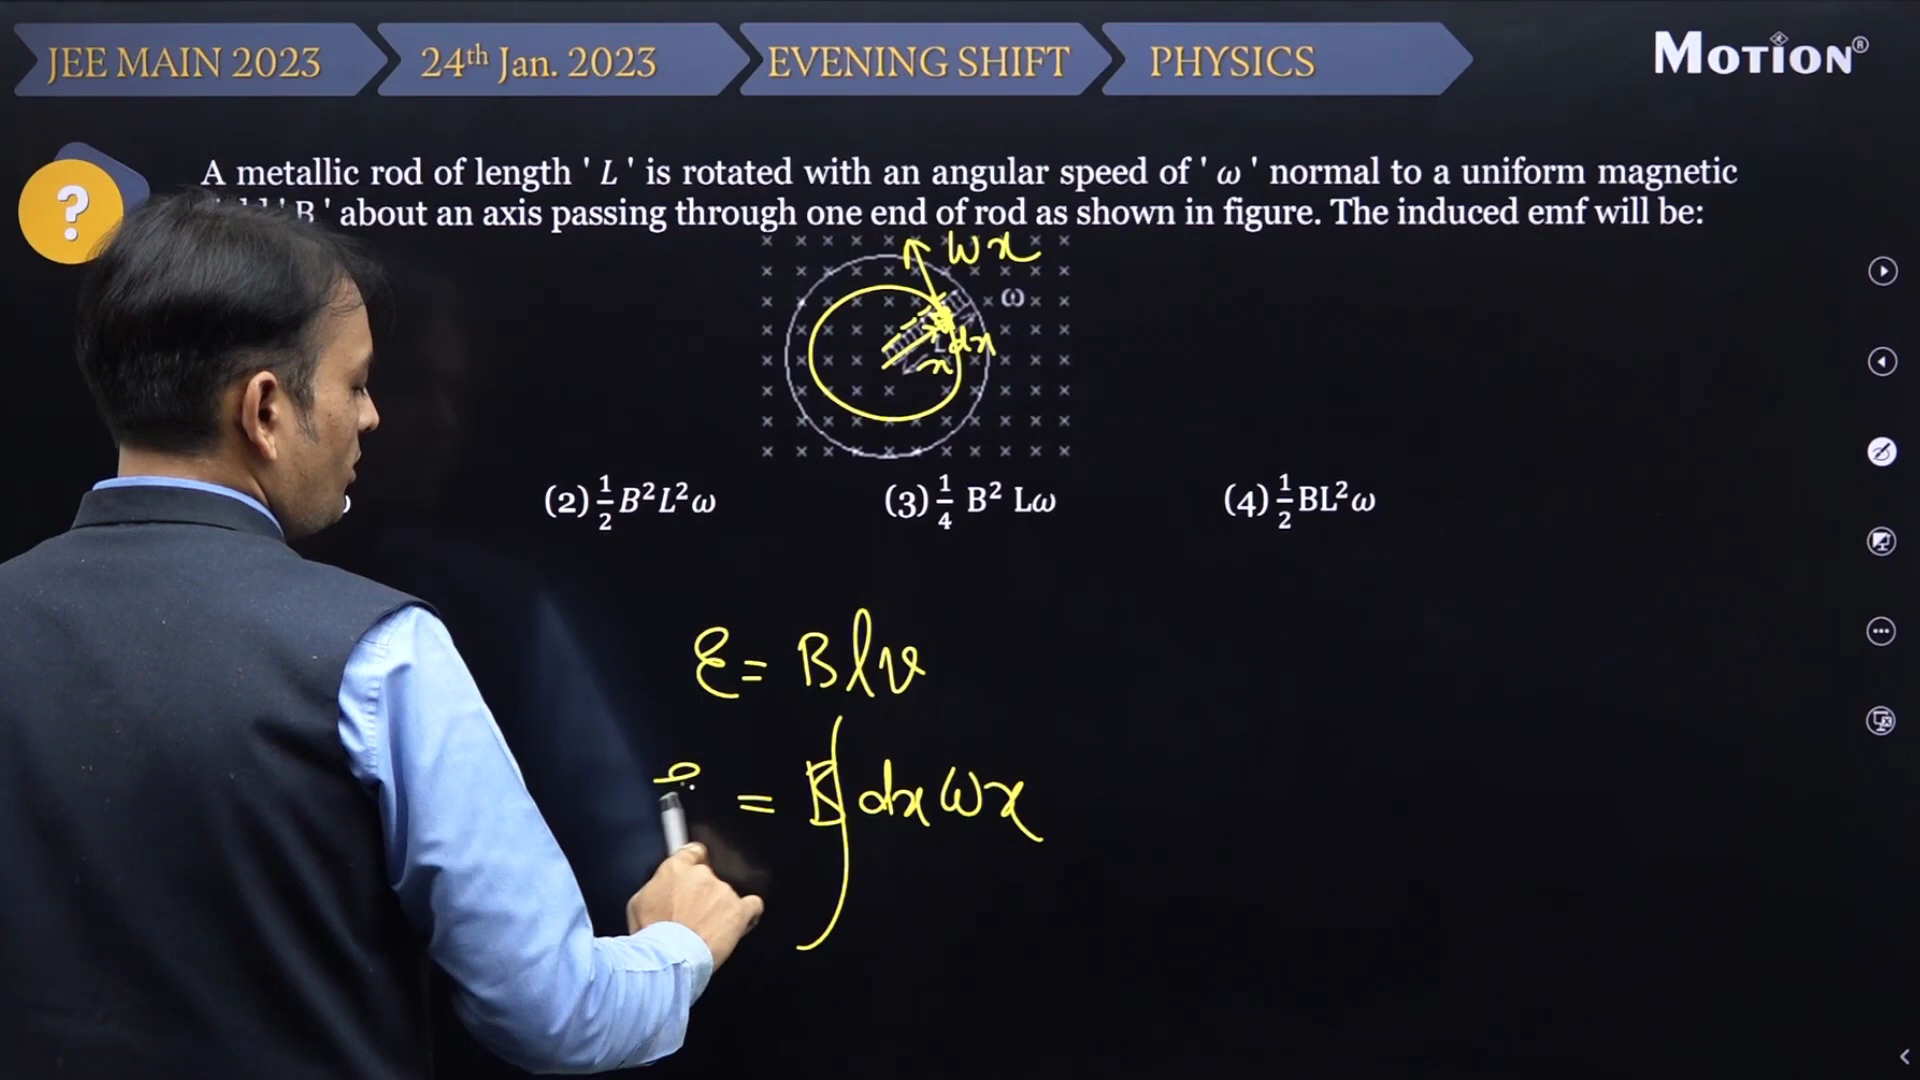 JEE MAIN 2023 24th Jan. 2023 EVENING SHIFT PHYSICS MOTION®
?
A metallic rod of length ' L ' is rotated with an angular speed of ' ω ' normal to a uniform magnetic
' B ' about an axis passing through one end of rod as shown in figure. The induced emf will be:
ωx
ω
dx
x
(2) 1/2 B²L²ω (3) 1/4 B² Lω (4) 1/2 BL²ω
ε = Blv
= ∫B dx ωx